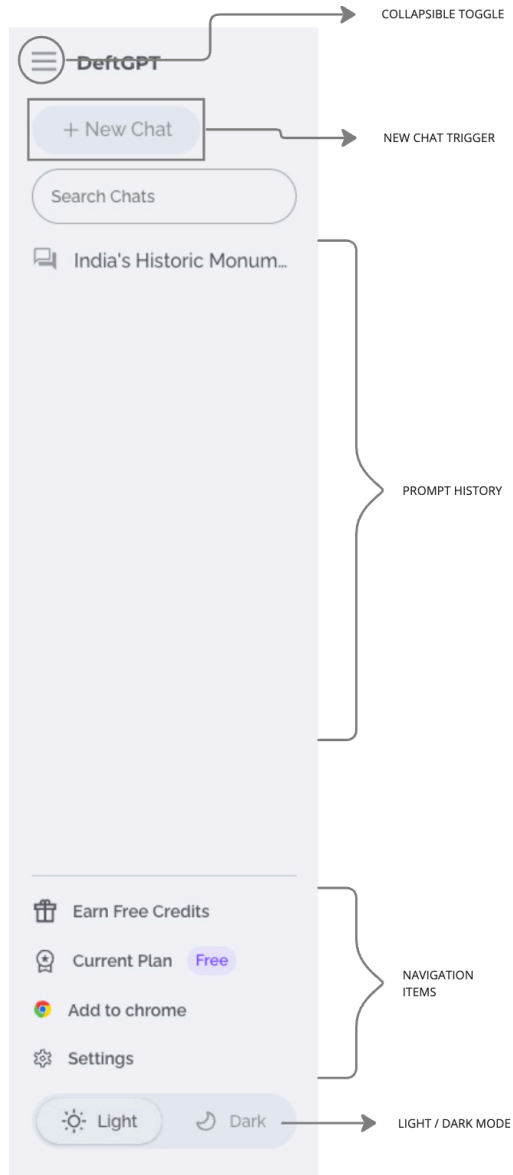 COLLAPSIBLE TOGGLE
DeftGPT
+ New Chat
NEW CHAT TRIGGER
Search Chats
India's Historic Monum...
PROMPT HISTORY
Earn Free Credits
Current Plan Free
Add to chrome
Settings
NAVIGATION
ITEMS
Light Dark
LIGHT / DARK MODE